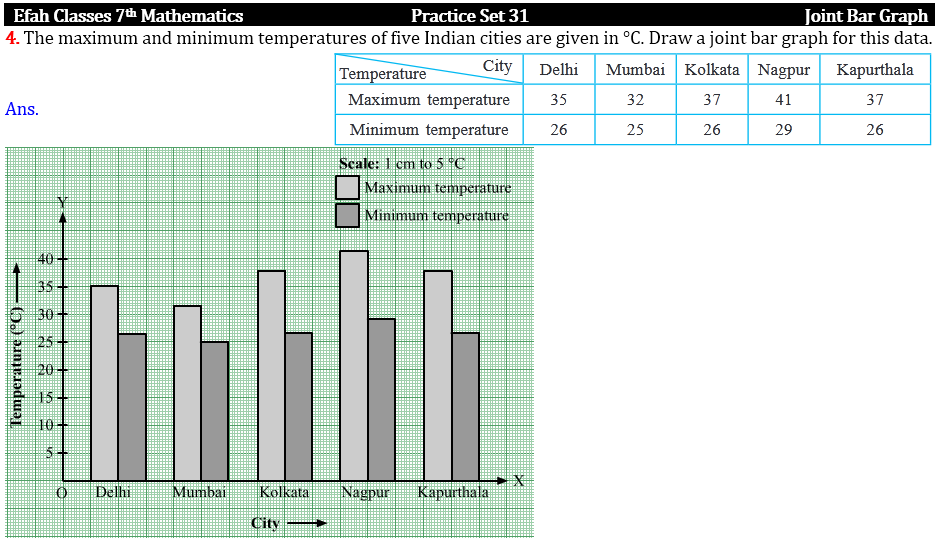 Efah Classes 7th Mathematics Practice Set 31 Joint Bar Graph
4. The maximum and minimum temperatures of five Indian cities are given in °C. Draw a joint bar graph for this data.
Temperature City Delhi Mumbai Kolkata Nagpur Kapurthala
Maximum temperature 35 32 37 41 37
Minimum temperature 26 25 26 29 26
Ans.
Scale: 1 cm to 5 °C
Maximum temperature
Minimum temperature
Y
40
35
30
25
20
15
10
5
Temperature (°C)
O Delhi Mumbai Kolkata Nagpur Kapurthala X
City